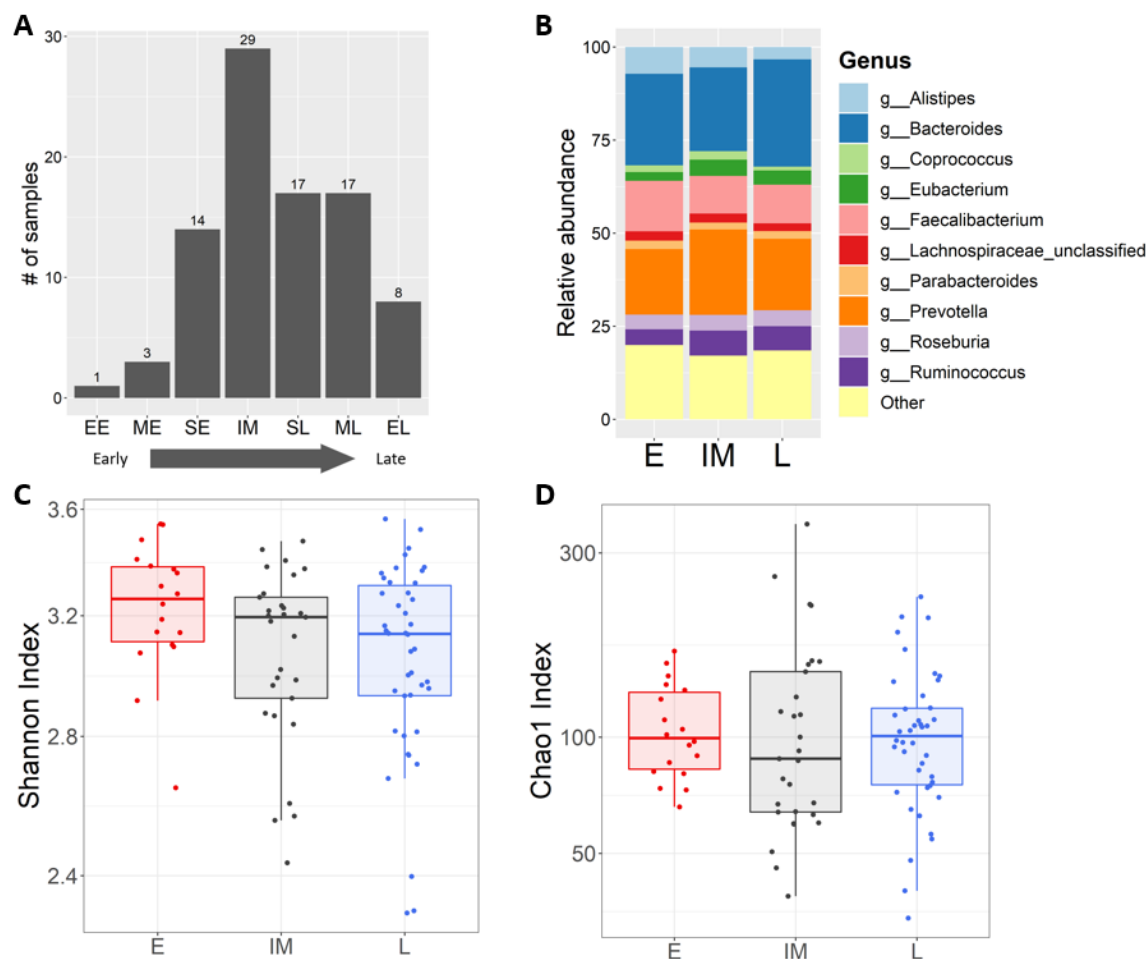 A
# of samples
30
20
10
0
1
3
14
29
17
17
8
EE ME SE IM SL ML EL
Early Late
B
Relative abundance
100
75
50
25
0
E IM L
Genus
g__Alistipes
g__Bacteroides
g__Coprococcus
g__Eubacterium
g__Faecalibacterium
g__Lachnospiraceae_unclassified
g__Parabacteroides
g__Prevotella
g__Roseburia
g__Ruminococcus
Other
C
Shannon Index
3.6
3.2
2.8
2.4
E IM L
D
Chao1 Index
300
100
50
E IM L